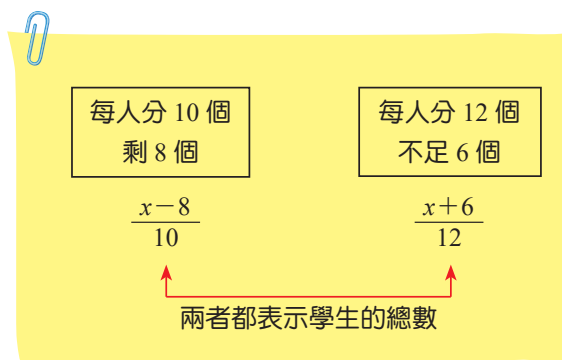 每人分 10 個
剩 8 個
每人分 12 個
不足 6 個
x－8
10
x＋6
12
兩者都表示學生的總數